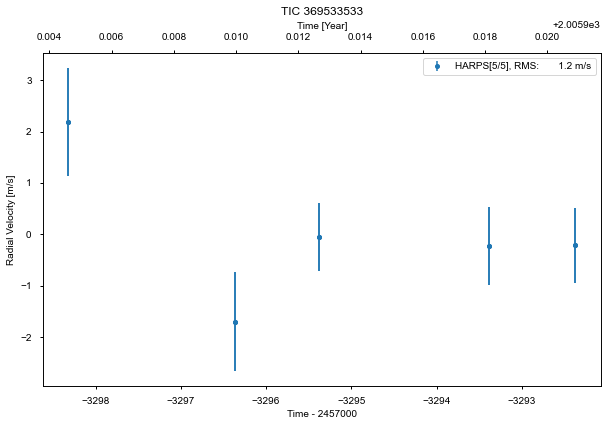 TIC 369533533
Time [Year]
+2.0059e3
0.004 0.006 0.008 0.010 0.012 0.014 0.016 0.018 0.020
HARPS[5/5], RMS: 1.2 m/s
3
2
1
0
−1
−2
Radial Velocity [m/s]
−3298 −3297 −3296 −3295 −3294 −3293
Time - 2457000